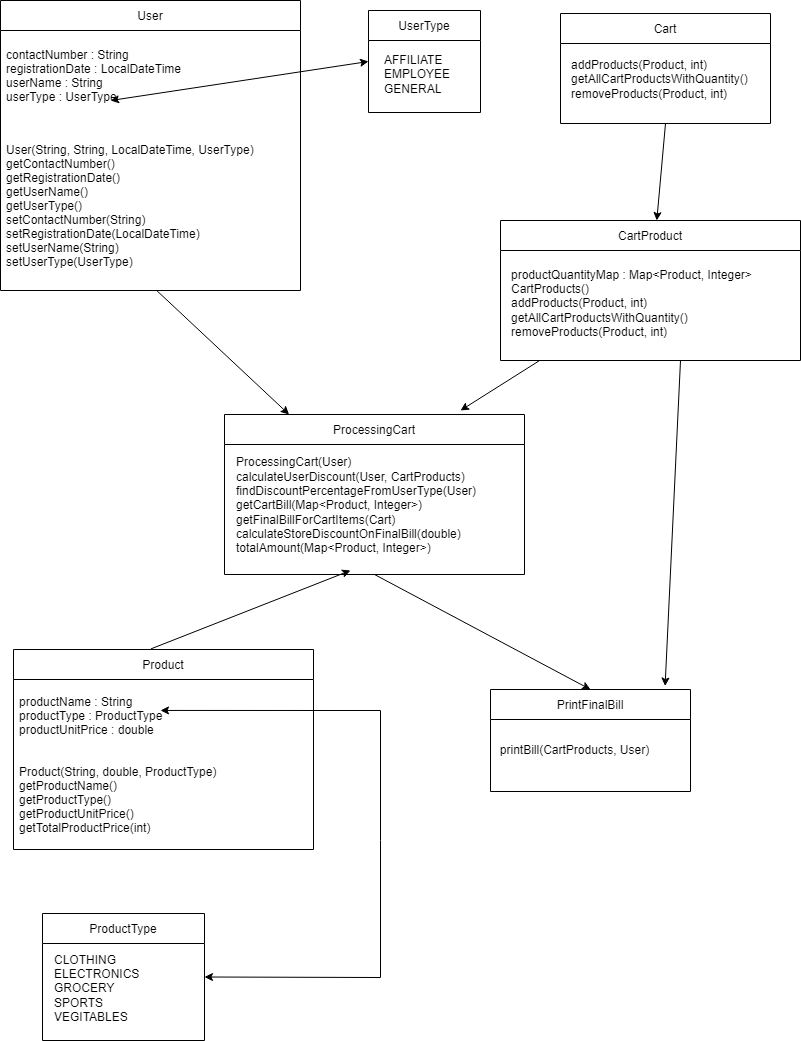 User
contactNumber : String
registrationDate : LocalDateTime
userName : String
userType : UserType
User(String, String, LocalDateTime, UserType)
getContactNumber()
getRegistrationDate()
getUserName()
getUserType()
setContactNumber(String)
setRegistrationDate(LocalDateTime)
setUserName(String)
setUserType(UserType)
UserType
AFFILIATE
EMPLOYEE
GENERAL
Cart
addProducts(Product, int)
getAllCartProductsWithQuantity()
removeProducts(Product, int)
CartProduct
productQuantityMap : Map<Product, Integer>
CartProducts()
addProducts(Product, int)
getAllCartProductsWithQuantity()
removeProducts(Product, int)
ProcessingCart
ProcessingCart(User)
calculateUserDiscount(User, CartProducts)
findDiscountPercentageFromUserType(User)
getCartBill(Map<Product, Integer>)
getFinalBillForCartItems(Cart)
calculateStoreDiscountOnFinalBill(double)
totalAmount(Map<Product, Integer>)
Product
productName : String
productType : ProductType
productUnitPrice : double
Product(String, double, ProductType)
getProductName()
getProductType()
getProductUnitPrice()
getTotalProductPrice(int)
PrintFinalBill
printBill(CartProducts, User)
ProductType
CLOTHING
ELECTRONICS
GROCERY
SPORTS
VEGITABLES